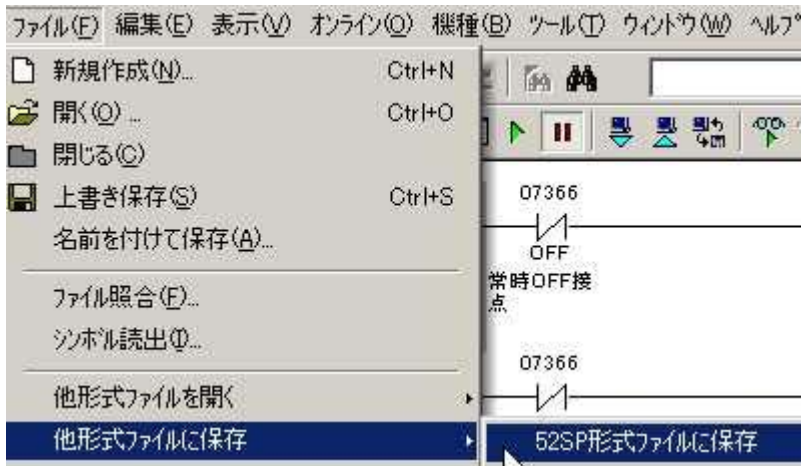 ファイル(F) 編集(E) 表示(V) オンライン(O) 機種(B) ツール(T) ウィンドウ(W) ヘルプ
新規作成(N)... Ctrl+N
開く(O) ... Ctrl+O
閉じる(C)
上書き保存(S) Ctrl+S
名前を付けて保存(A)...
ファイル照合(F)...
シンボル読出(I)...
他形式ファイルを開く
他形式ファイルに保存
52SP形式ファイルに保存
07366
OFF
常時OFF接
点
07366